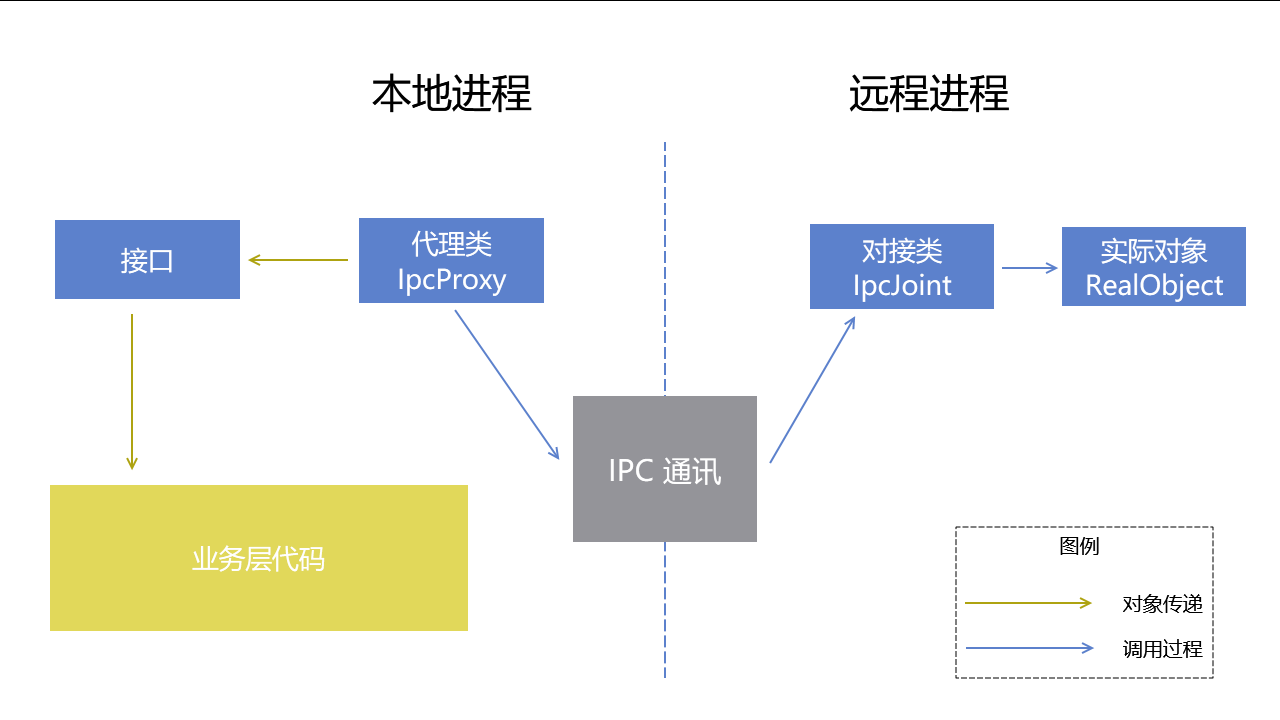 本地进程
远程进程
接口
代理类
IpcProxy
对接类
IpcJoint
实际对象
RealObject
IPC 通讯
业务层代码
图例
对象传递
调用过程